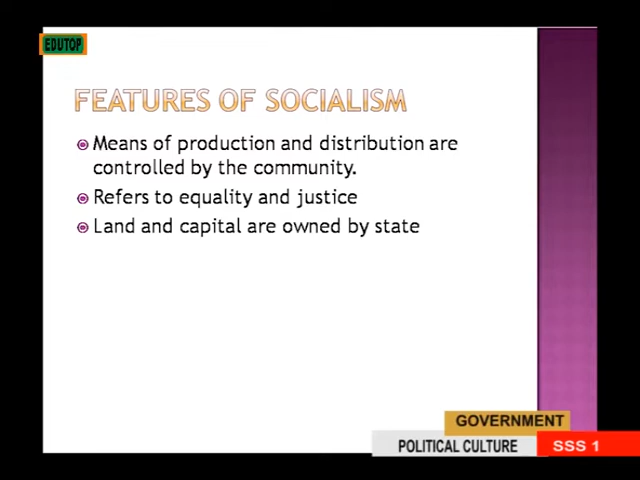 EDUTOP
FEATURES OF SOCIALISM
Means of production and distribution are
controlled by the community.
Refers to equality and justice
Land and capital are owned by state
GOVERNMENT
POLITICAL CULTURE SSS 1